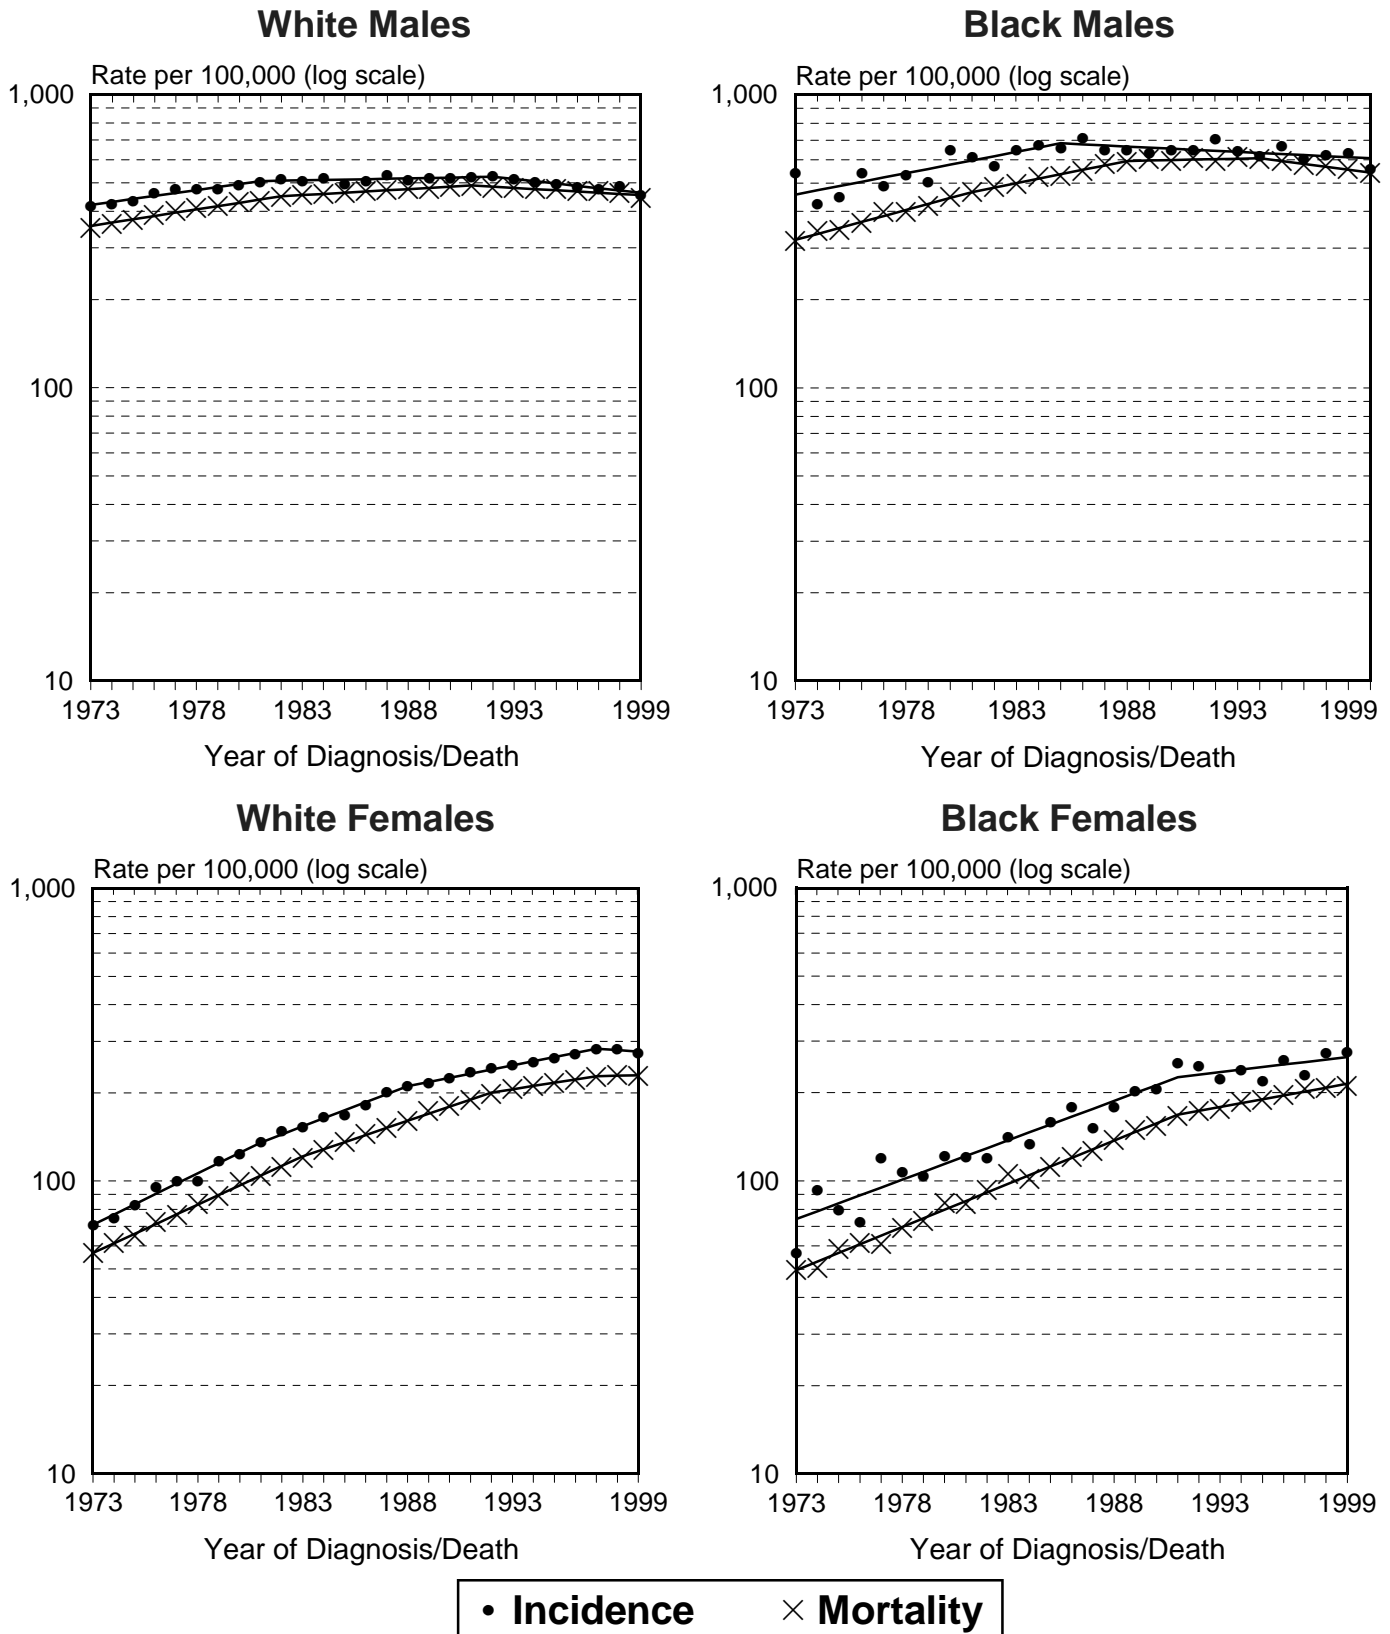 White Males
Rate per 100,000 (log scale)
1,000
100
10
1973 1978 1983 1988 1993 1999
Year of Diagnosis/Death
Black Males
Rate per 100,000 (log scale)
1,000
100
10
1973 1978 1983 1988 1993 1999
Year of Diagnosis/Death
White Females
Rate per 100,000 (log scale)
1,000
100
10
1973 1978 1983 1988 1993 1999
Year of Diagnosis/Death
Black Females
Rate per 100,000 (log scale)
1,000
100
10
1973 1978 1983 1988 1993 1999
Year of Diagnosis/Death
Incidence Mortality